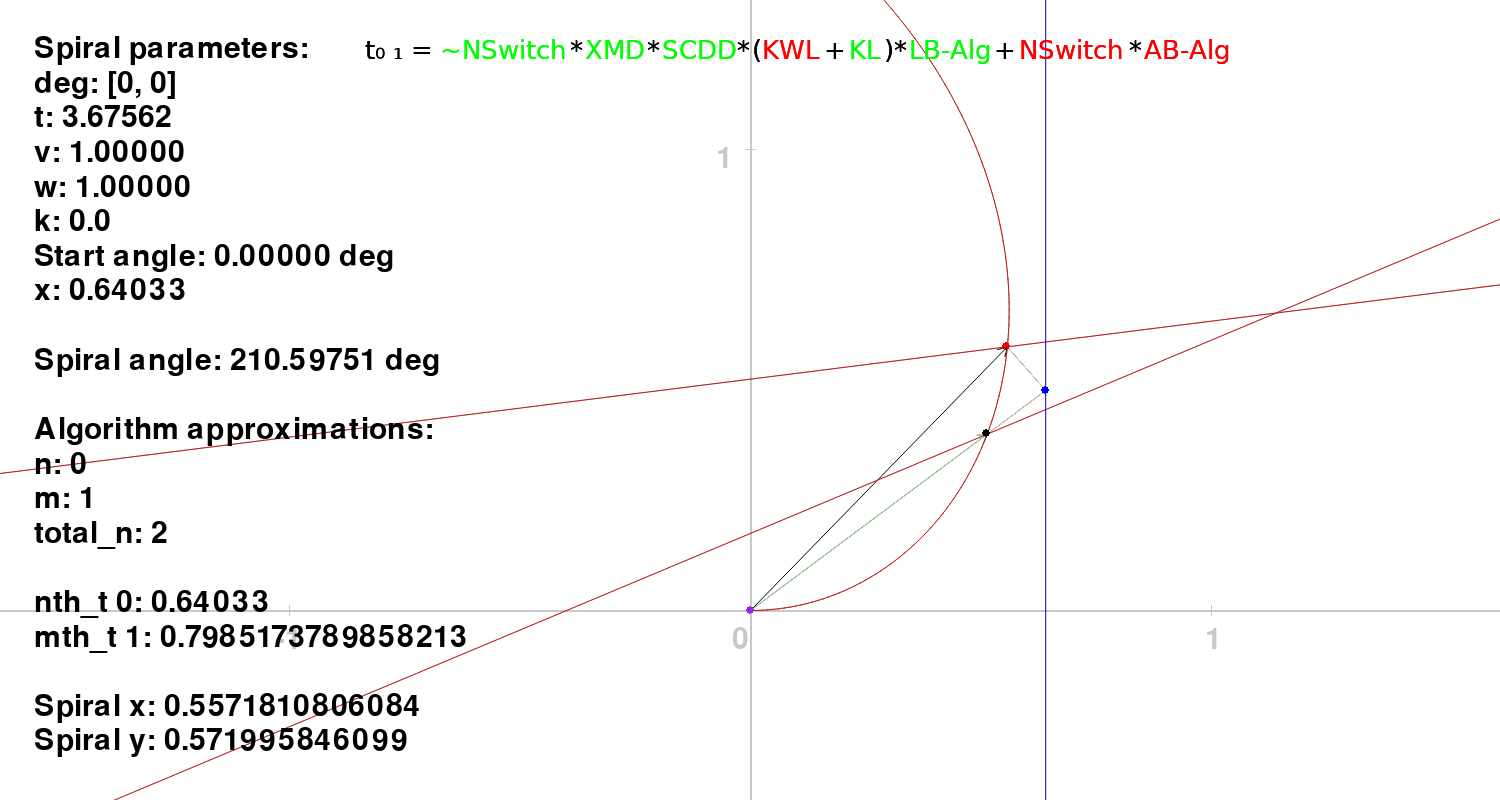 Spiral parameters:
t₀ ₁ = ~NSwitch*XMD*SCDD*(KWL+KL)*LB-Alg+NSwitch*AB-Alg
deg: [0, 0]
t: 3.67562
v: 1.00000
w: 1.00000
k: 0.0
Start angle: 0.00000 deg
x: 0.64033
Spiral angle: 210.59751 deg
Algorithm approximations:
n: 0
m: 1
total_n: 2
nth_t 0: 0.64033
mth_t 1: 0.7985173789858213
Spiral x: 0.5571810806084
Spiral y: 0.571995846099
1
0
1
-1